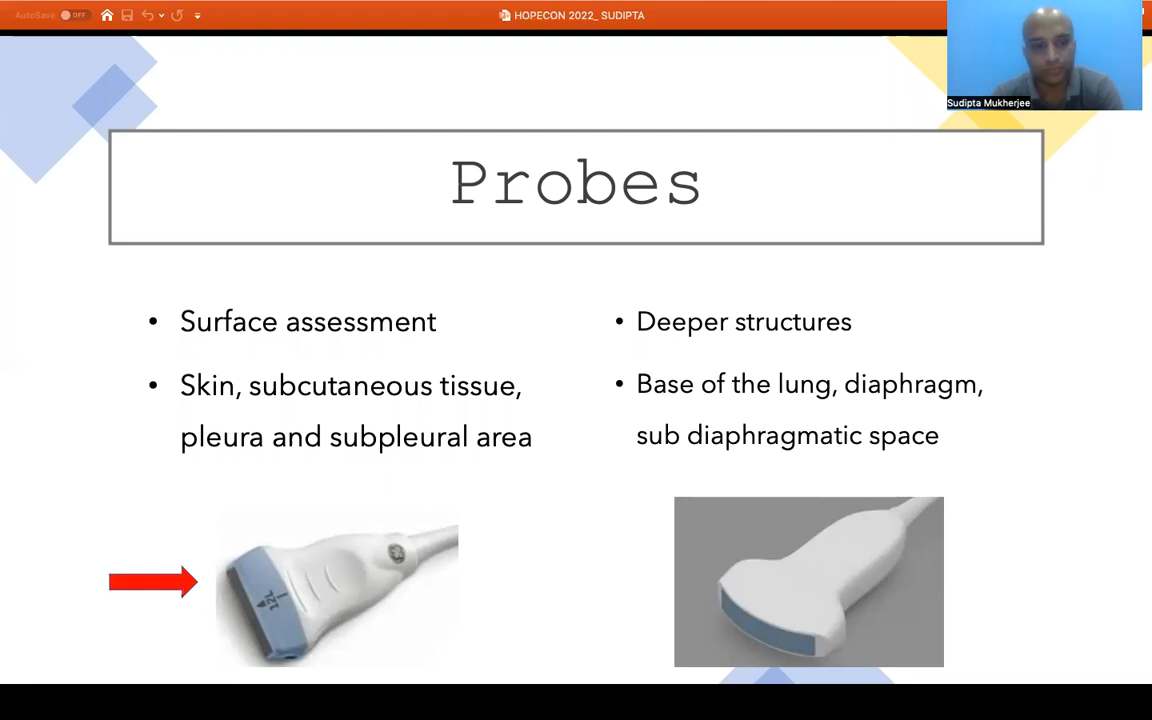 AutoSave OFF
HOPECON 2022_ SUDIPTA
Sudipta Mukherjee
Probes
• Surface assessment
• Skin, subcutaneous tissue,
pleura and subpleural area
• Deeper structures
• Base of the lung, diaphragm,
sub diaphragmatic space
12L